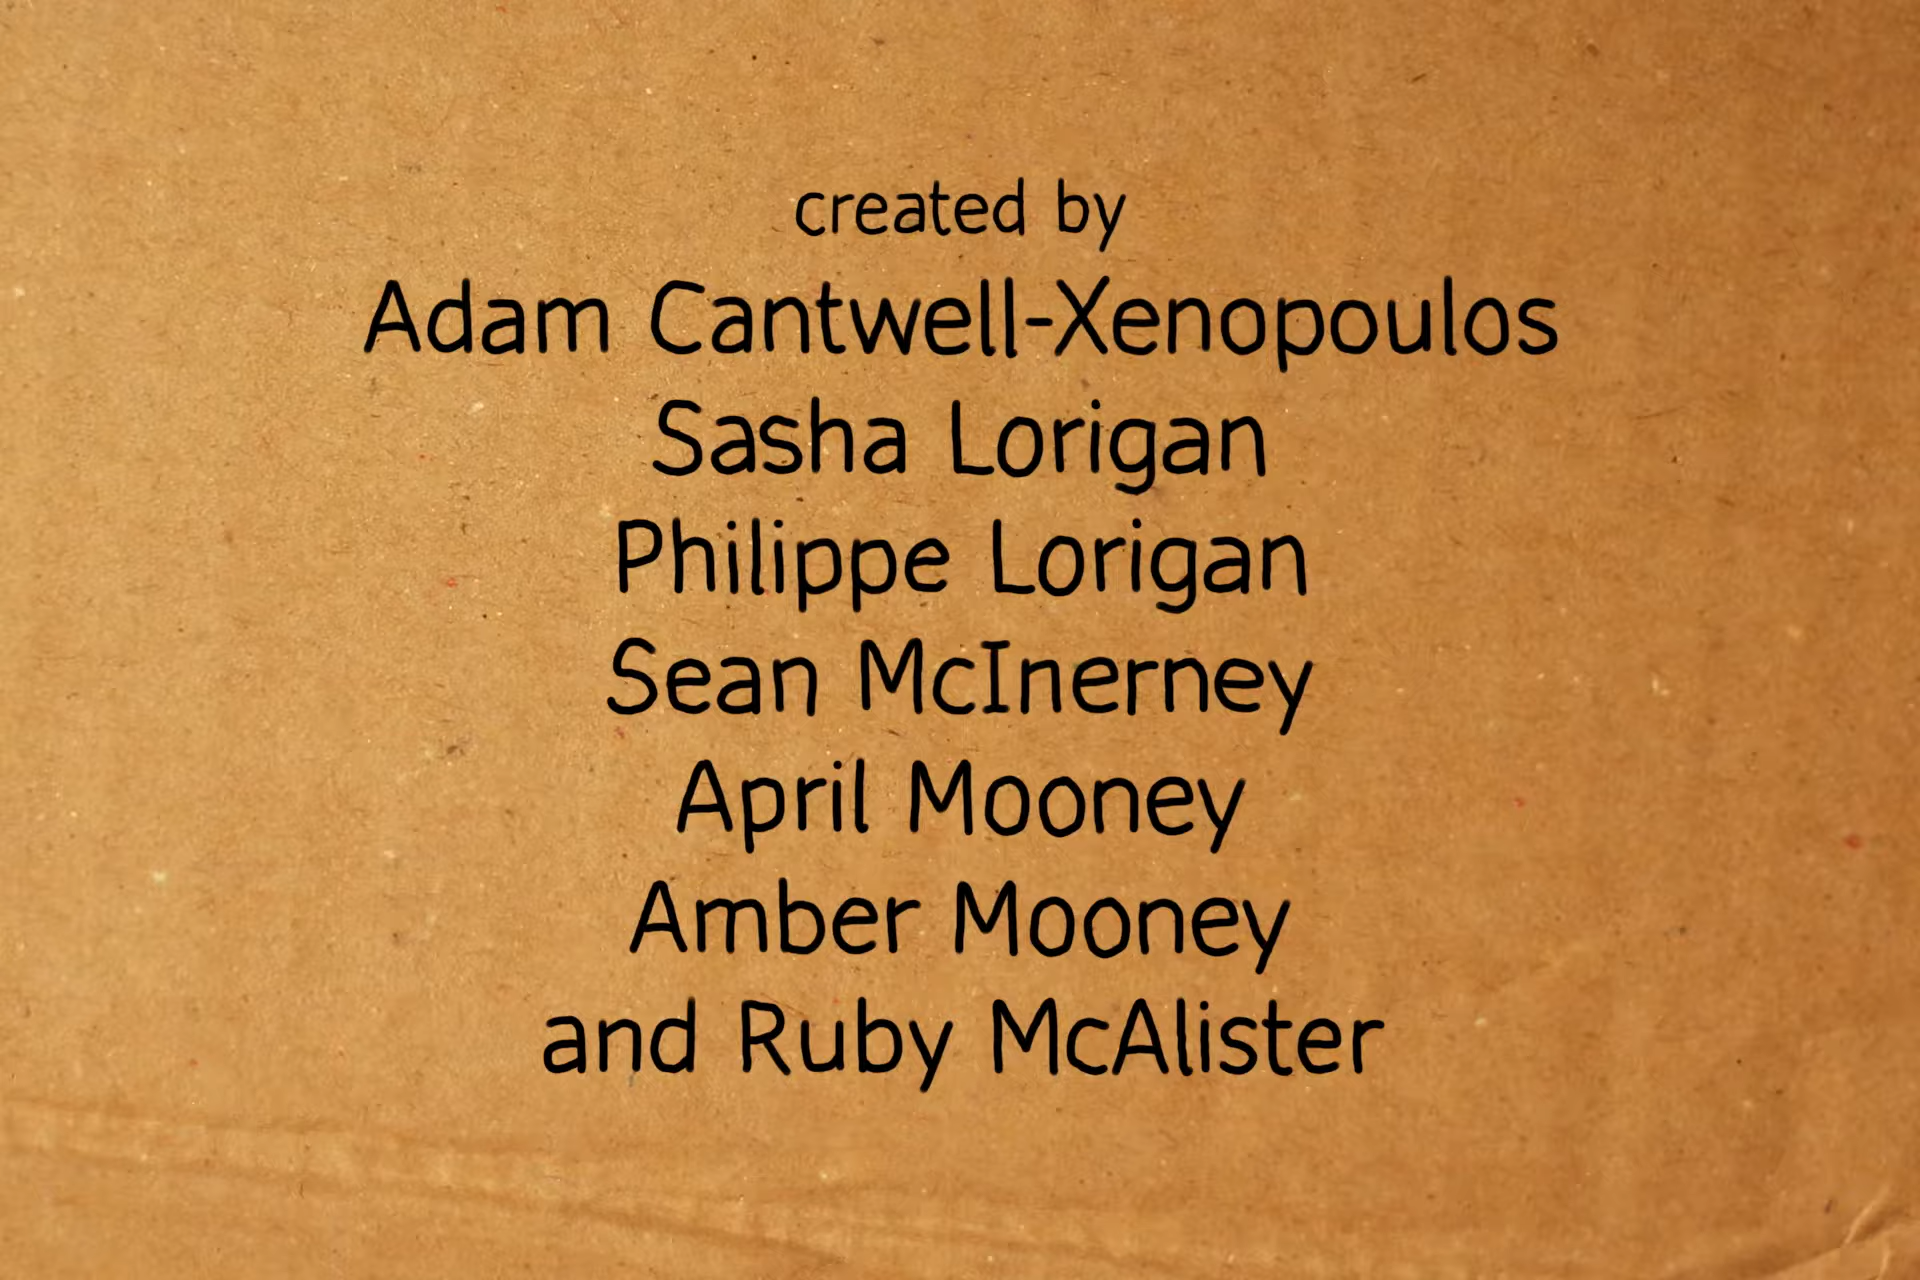 created by
Adam Cantwell-Xenopoulos
Sasha Lorigan
Philippe Lorigan
Sean McInerney
April Mooney
Amber Mooney
and Ruby McAlister